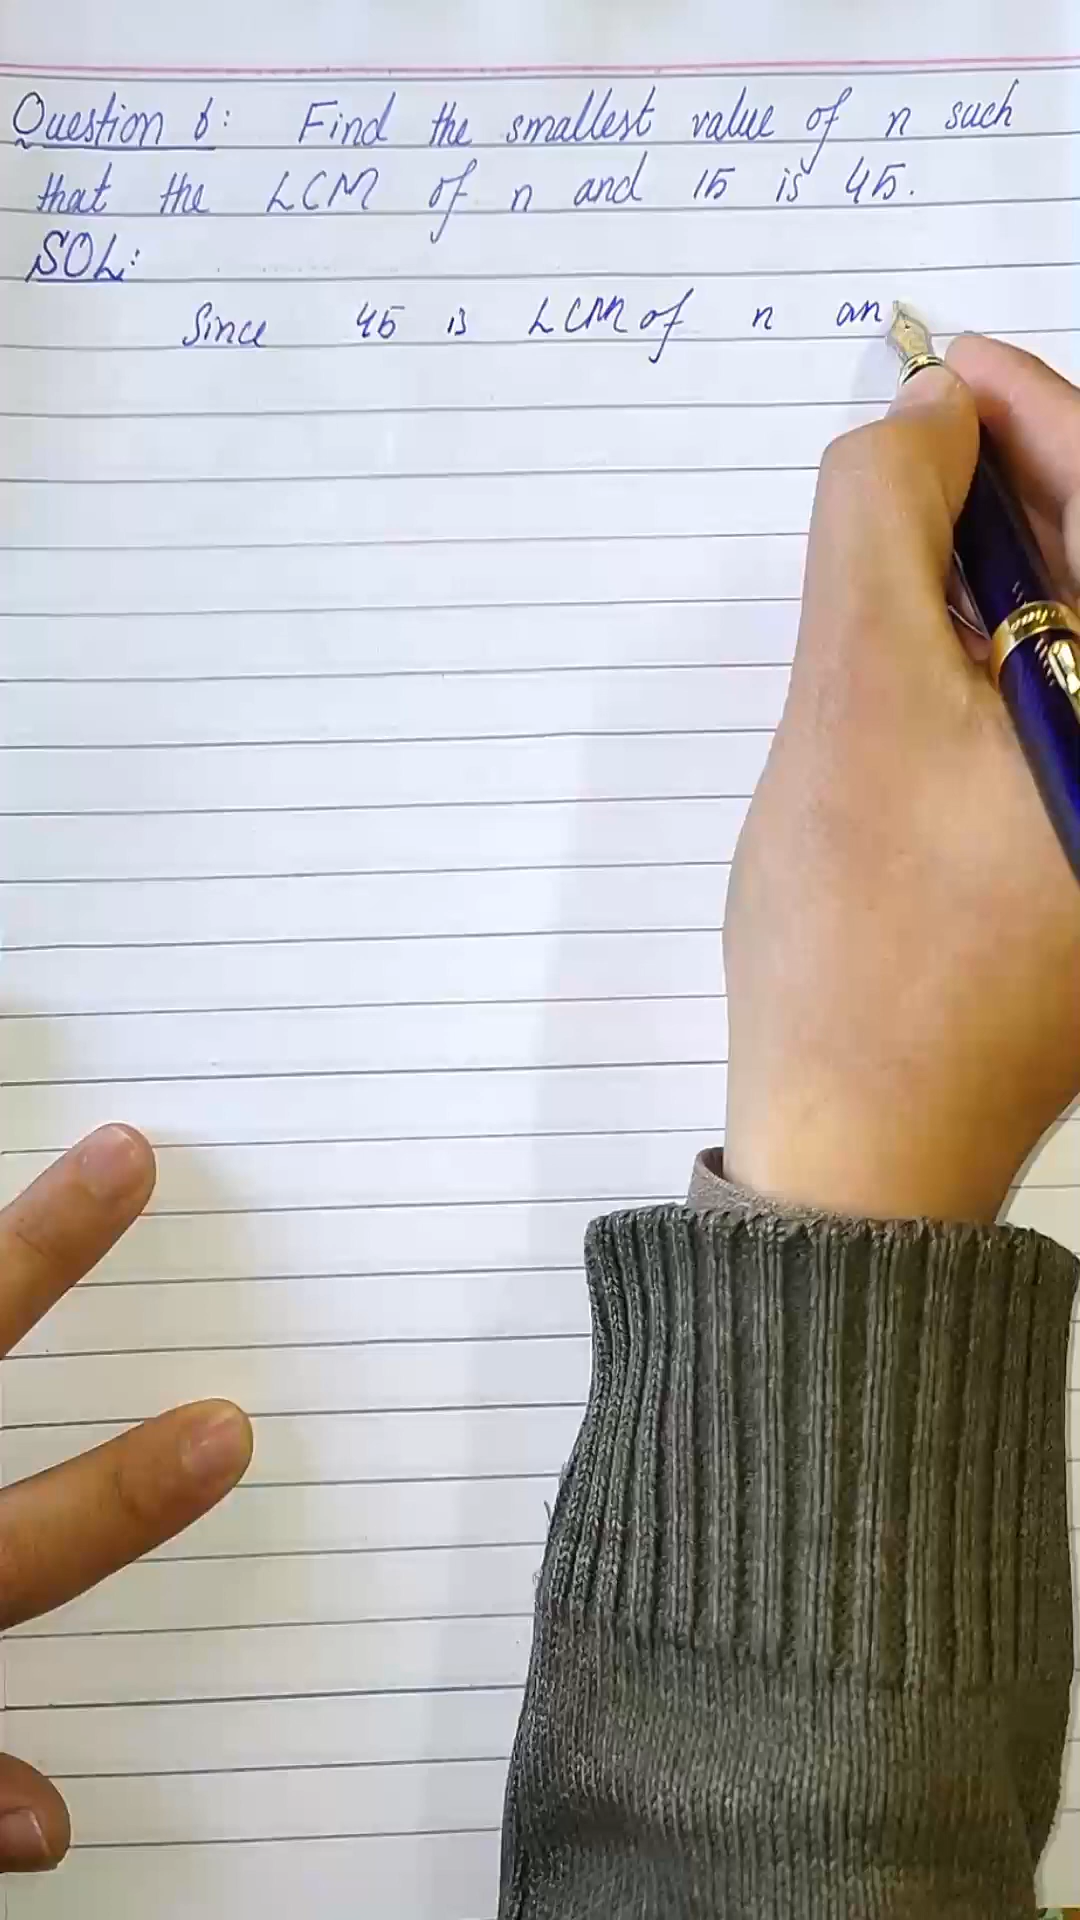 Question 6: Find the smallest value of n such
that the LCM of n and 15 is 45.
SOL:
Since 45 is LCM of n an